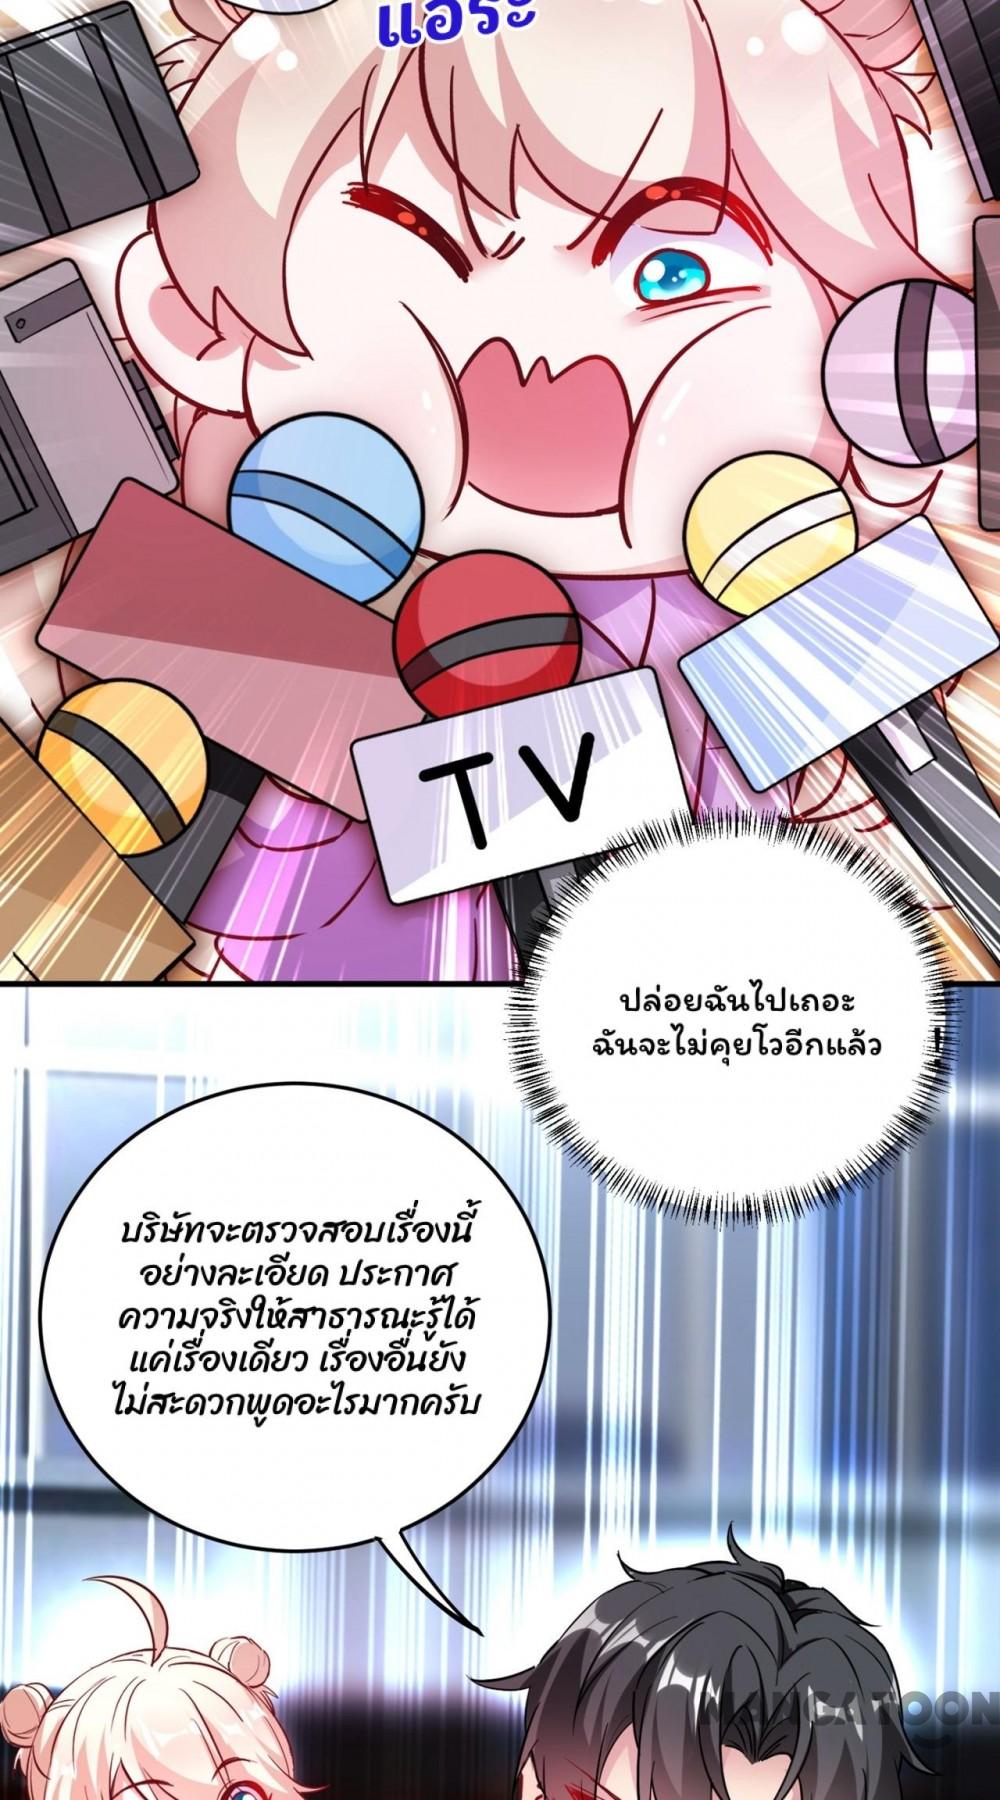 แอ๊ะ
TV
ปล่อยฉันไปเถอะ
ฉันจะไม่คุยโวอีกแล้ว
บริษัทจะตรวจสอบเรื่องนี้
อย่างละเอียด ประกาศ
ความจริงให้สาธารณะรู้ได้
แค่เรื่องเดียว เรื่องอื่นยัง
ไม่สะดวกพูดอะไรมากครับ
MANGATOON